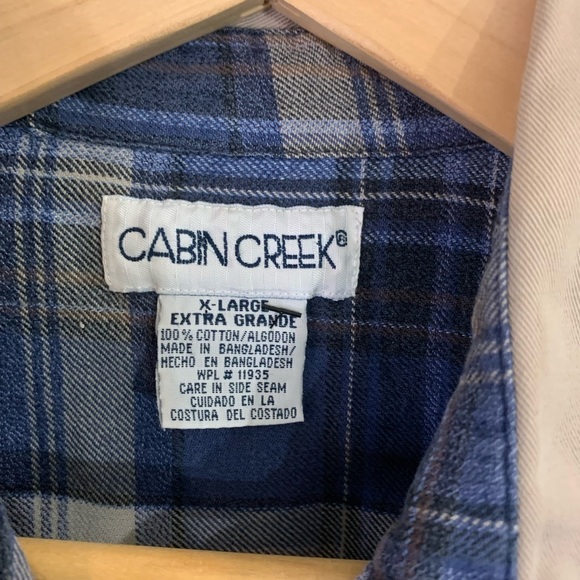 CABIN CREEK®
X-LARGE
EXTRA GRANDE
100% COTTON/ALGODON
MADE IN BANGLADESH/
HECHO EN BANGLADESH
WPL # 11935
CARE IN SIDE SEAM
CUIDADO EN LA
COSTURA DEL COSTADO